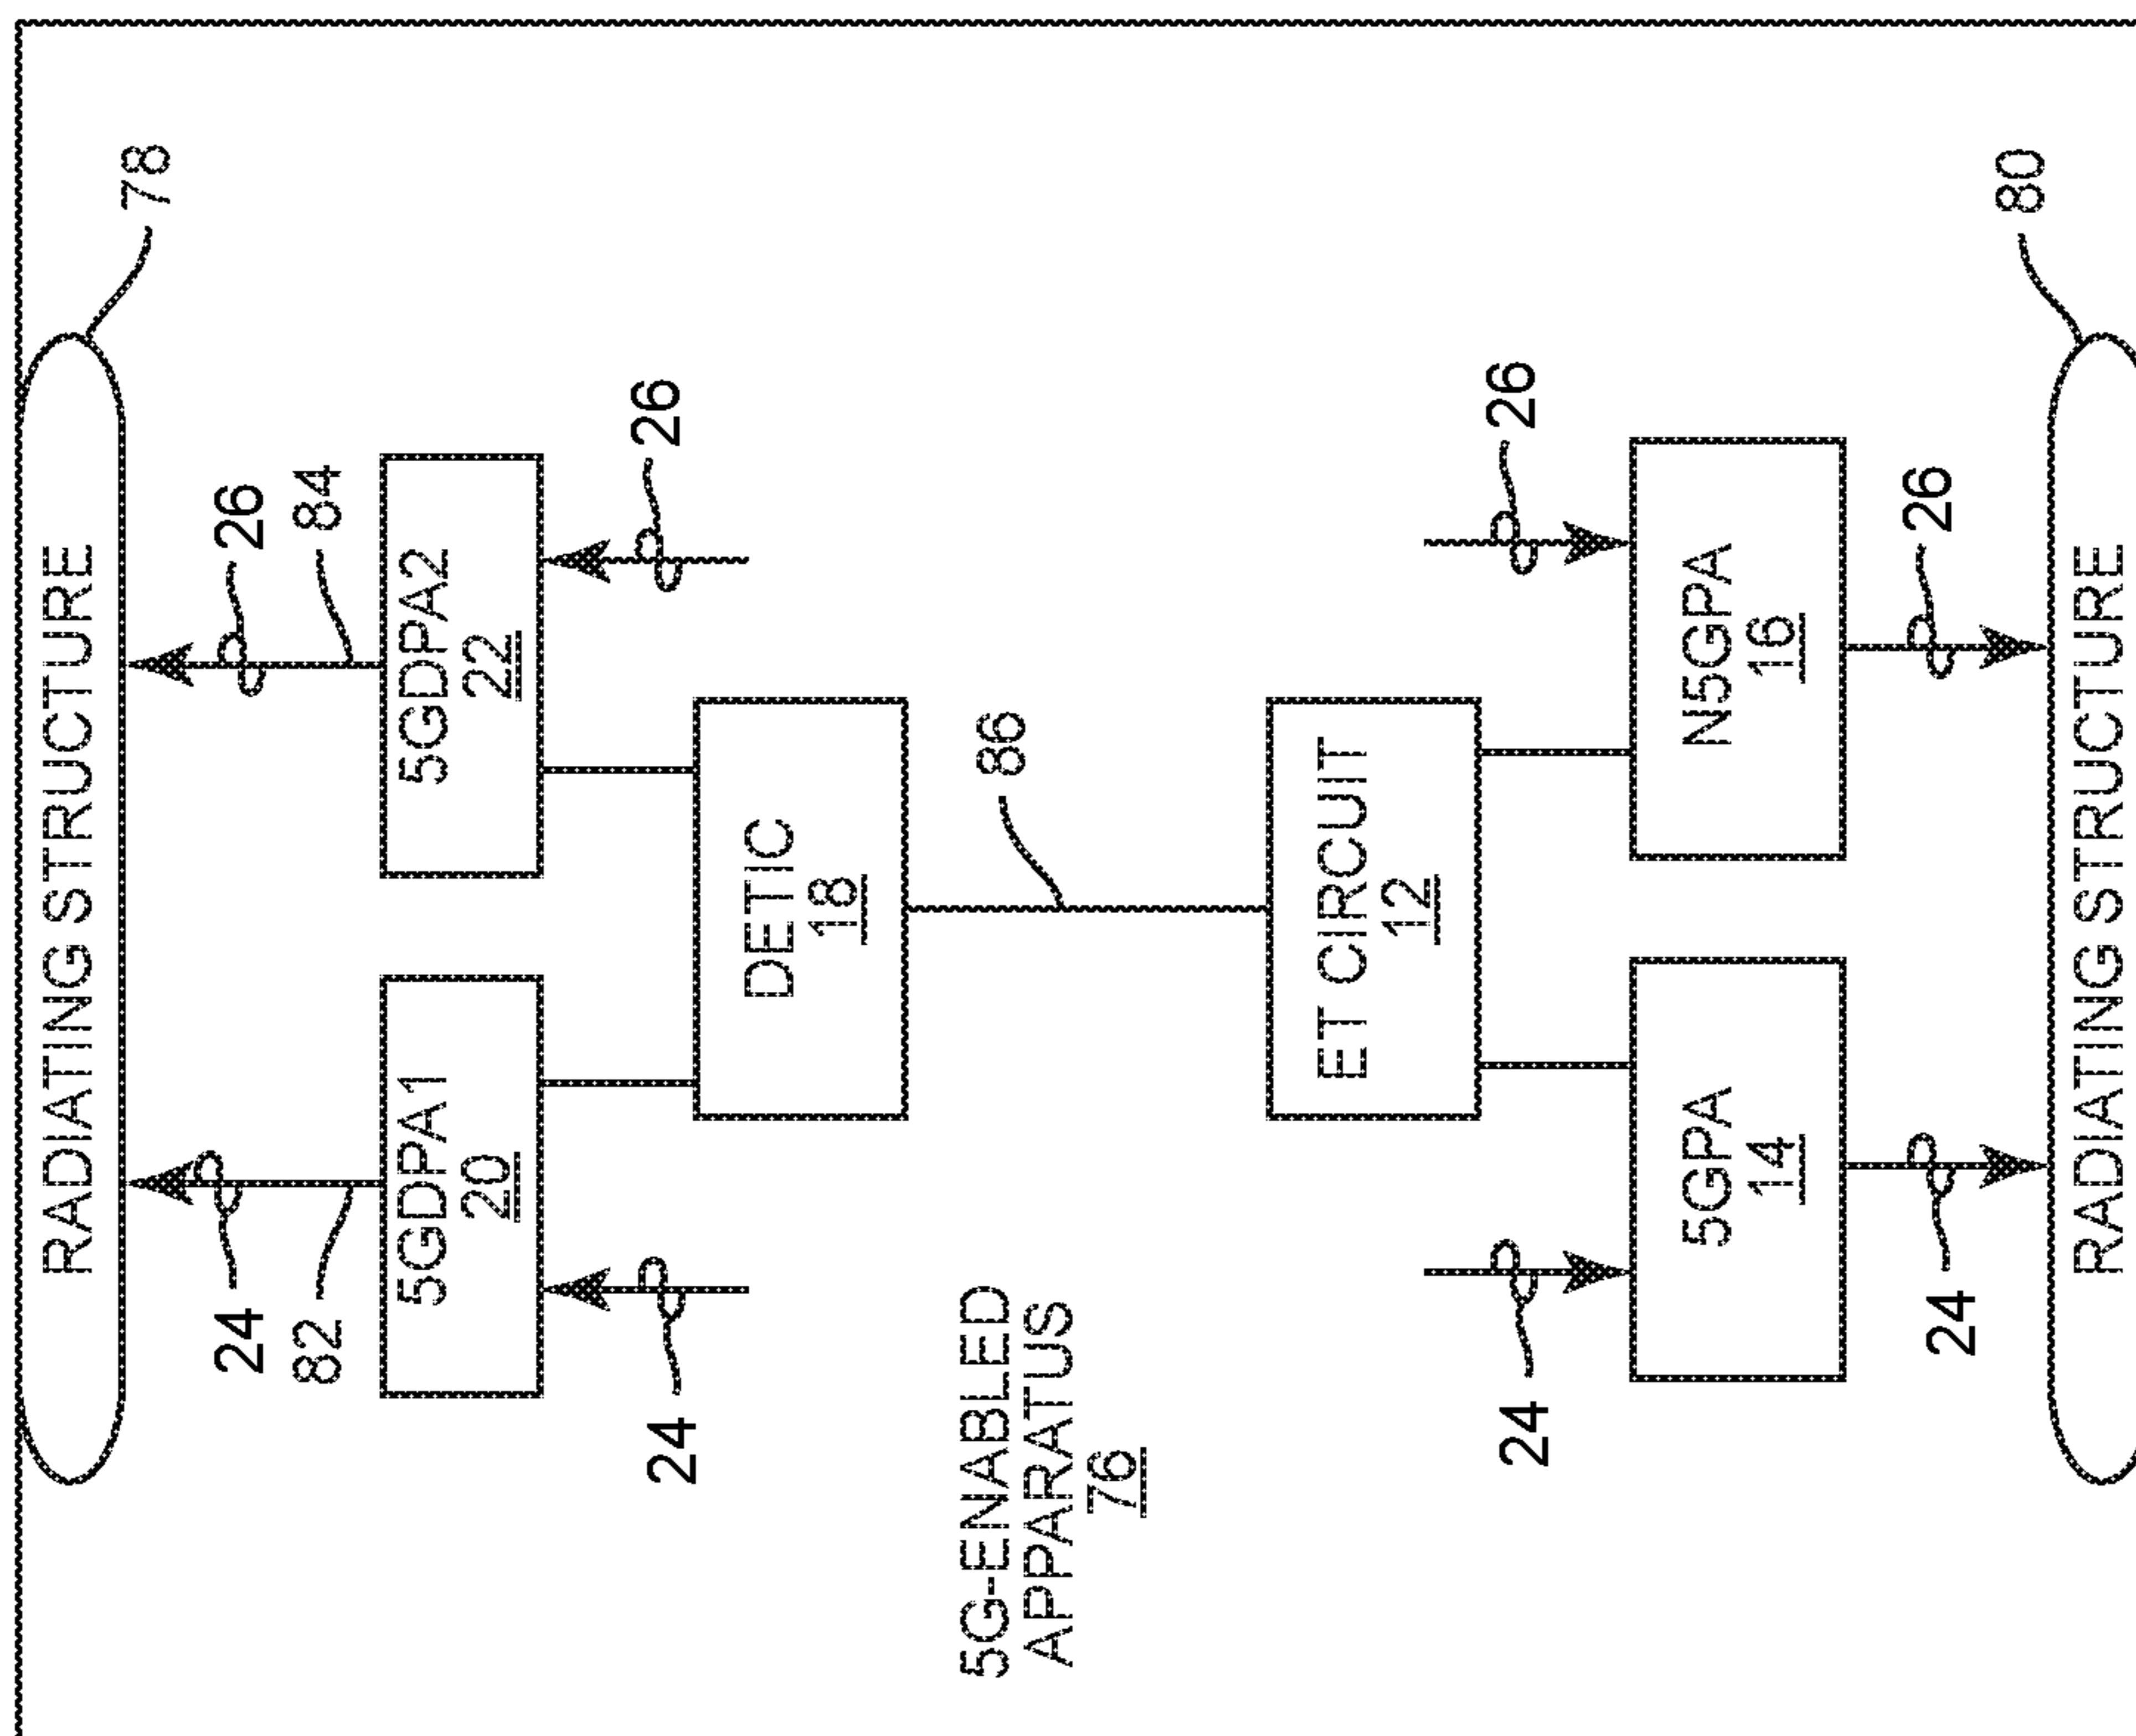 RADIATING STRUCTURE
78
24
82
26
84
5GDPA1
20
5GDPA2
22
24
26
DETIC
18
86
5G-ENABLED
APPARATUS
76
ET CIRCUIT
12
24
26
5GPA
14
N5GPA
16
24
26
80
RADIATING STRUCTURE